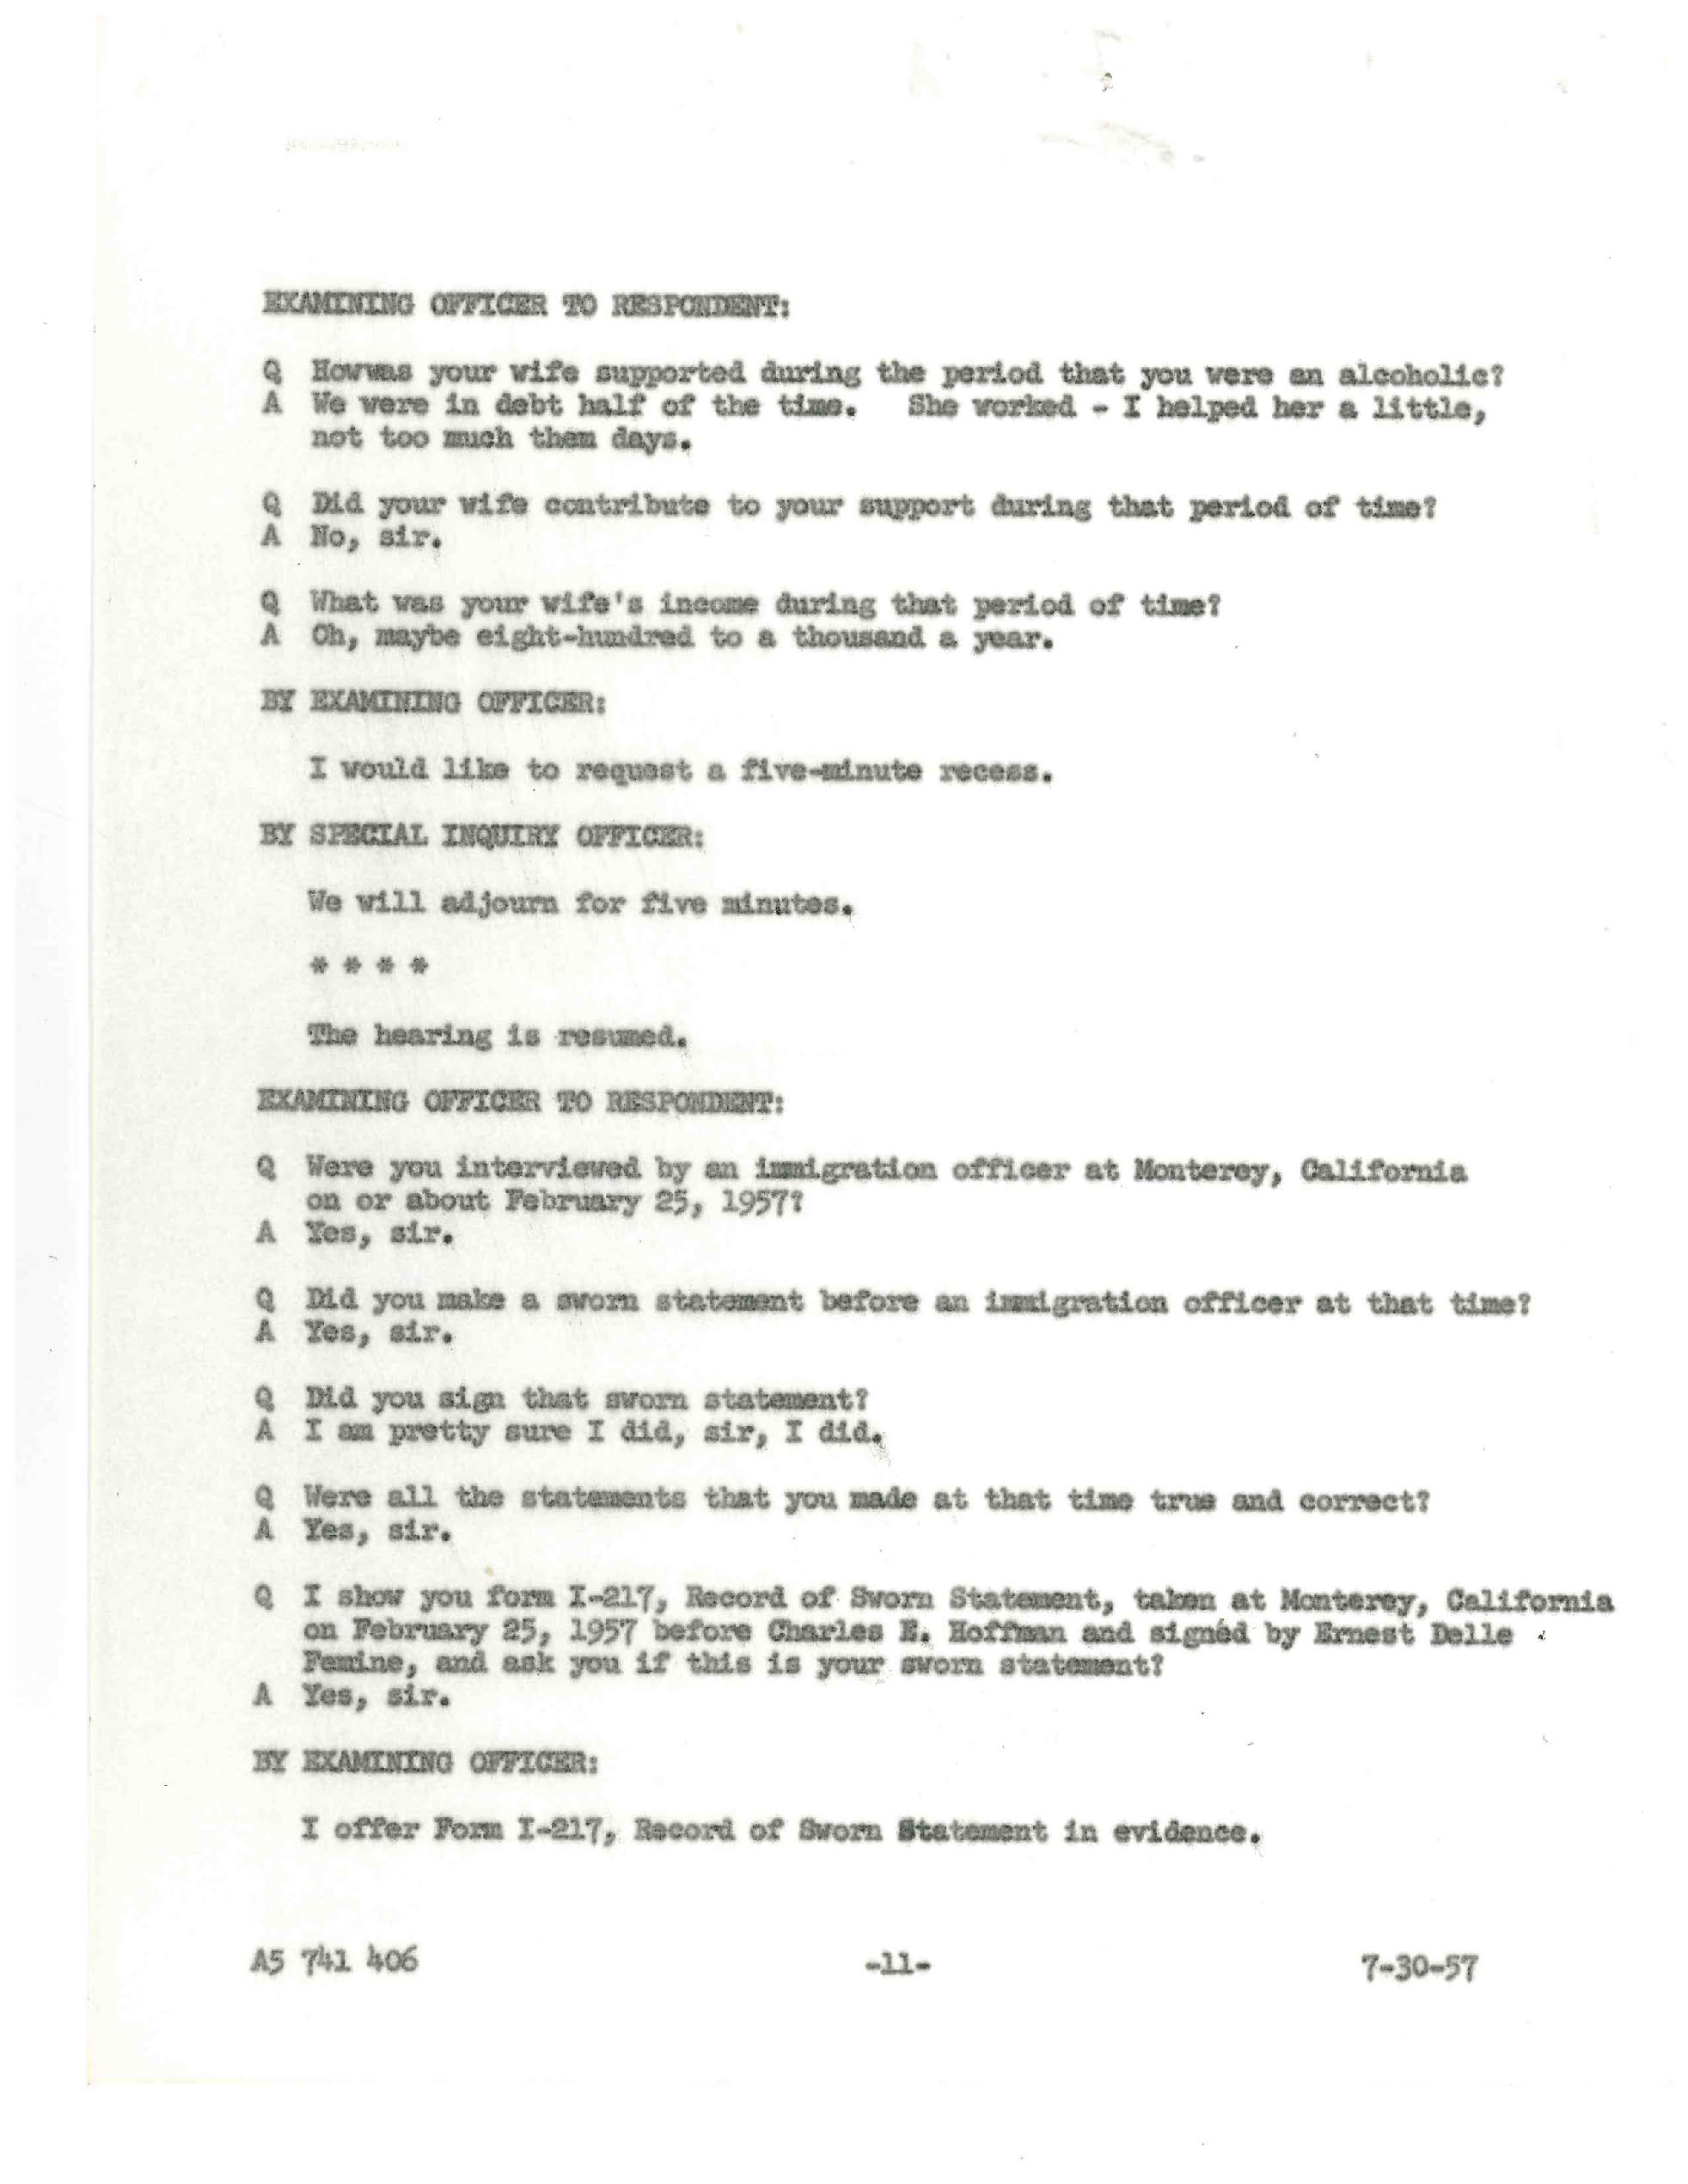 EXAMINING OFFICER TO RESPONDENT:
Q Howwas your wife supported during the period that you were an alcoholic?
A We were in debt half of the time. She worked - I helped her a little,
not too much them days.
Q Did your wife contribute to your support during that period of time?
A No, sir.
Q What was your wife's income during that period of time?
A Oh, maybe eight-hundred to a thousand a year.
BY EXAMINING OFFICER:
I would like to request a five-minute recess.
BY SPECIAL INQUIRY OFFICER:
We will adjourn for five minutes.
* * * *
The hearing is resumed.
EXAMINING OFFICER TO RESPONDENT:
Q Were you interviewed by an immigration officer at Monterey, California
on or about February 25, 1957?
A Yes, sir.
Q Did you make a sworn statement before an immigration officer at that time?
A Yes, sir.
Q Did you sign that sworn statement?
A I am pretty sure I did, sir, I did.
Q Were all the statements that you made at that time true and correct?
A Yes, sir.
Q I show you form I-217, Record of Sworn Statement, taken at Monterey, California
on February 25, 1957 before Charles E. Hoffman and signed by Ernest Delle
Femine, and ask you if this is your sworn statement?
A Yes, sir.
BY EXAMINING OFFICER:
I offer Form I-217, Record of Sworn Statement in evidence.
A5 741 406 -11- 7-30-57